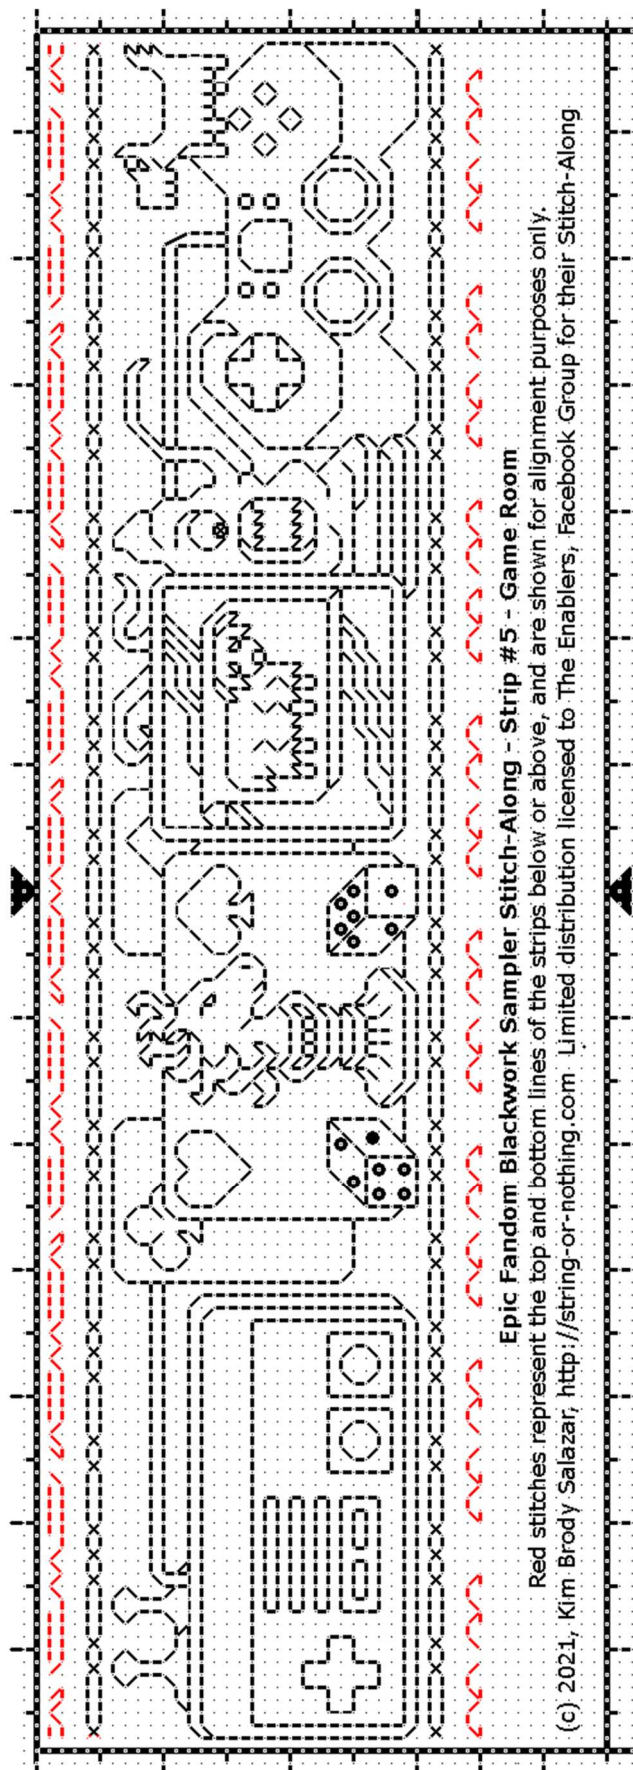 Epic Fandom Blackwork Sampler Stitch-Along - Strip #5 - Game Room
Red stitches represent the top and bottom lines of the strips below or above, and are shown for alignment purposes only.
(c) 2021, Kim Brody Salazar, http://string-or-nothing.com Limited distribution licensed to The Enablers, Facebook Group for their Stitch-Along